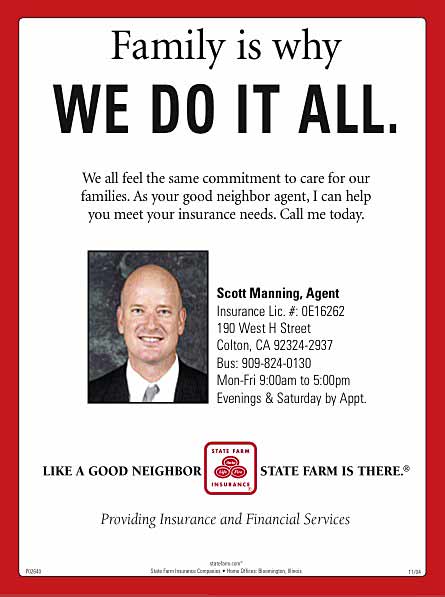 Family is why
WE DO IT ALL.
We all feel the same commitment to care for our
families. As your good neighbor agent, I can help
you meet your insurance needs. Call me today.
Scott Manning, Agent
Insurance Lic. #: 0E16262
190 West H Street
Colton, CA 92324-2937
Bus: 909-824-0130
Mon-Fri 9:00am to 5:00pm
Evenings & Saturday by Appt.
STATE FARM
Auto
Life Fire
INSURANCE
LIKE A GOOD NEIGHBOR STATE FARM IS THERE.®
Providing Insurance and Financial Services
statefarm.com®
P02640 State Farm Insurance Companies • Home Offices: Bloomington, Illinois 11/04